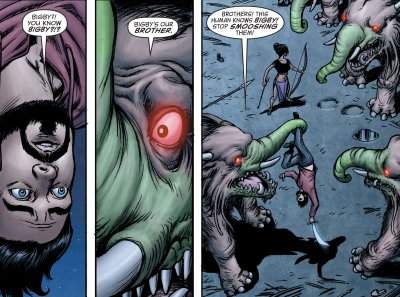 BIGBY?!
YOU KNOW
BIGBY?!?
BIGBY'S OUR
BROTHER.
BROTHERS! THIS
HUMAN KNOWS BIGBY!
STOP SMOOSHING
THEM!